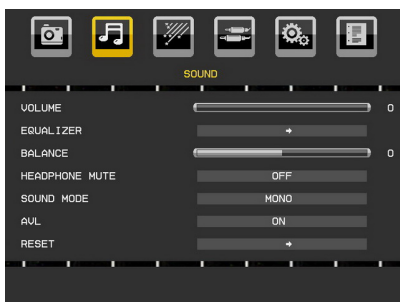 SOUND
VOLUME 0
EQUALIZER
BALANCE 0
HEADPHONE MUTE OFF
SOUND MODE MONO
AVL ON
RESET